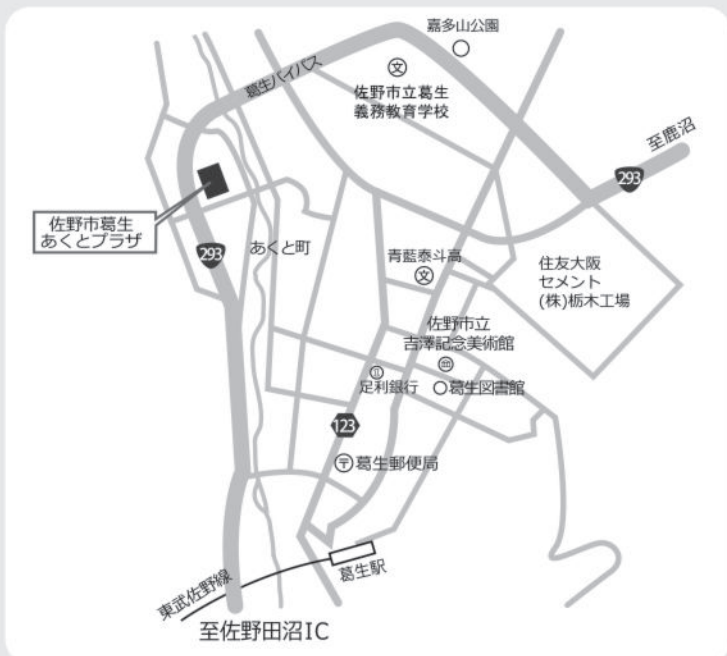 嘉多山公園
葛生バイパス
文
佐野市立葛生
義務教育学校
至鹿沼
293
佐野市葛生
あくとプラザ
293
あくと町
青藍泰斗高
文
住友大阪
セメント
(株)栃木工場
佐野市立
吉澤記念美術館
足利銀行
葛生図書館
123
〒葛生郵便局
葛生駅
東武佐野線
至佐野田沼IC